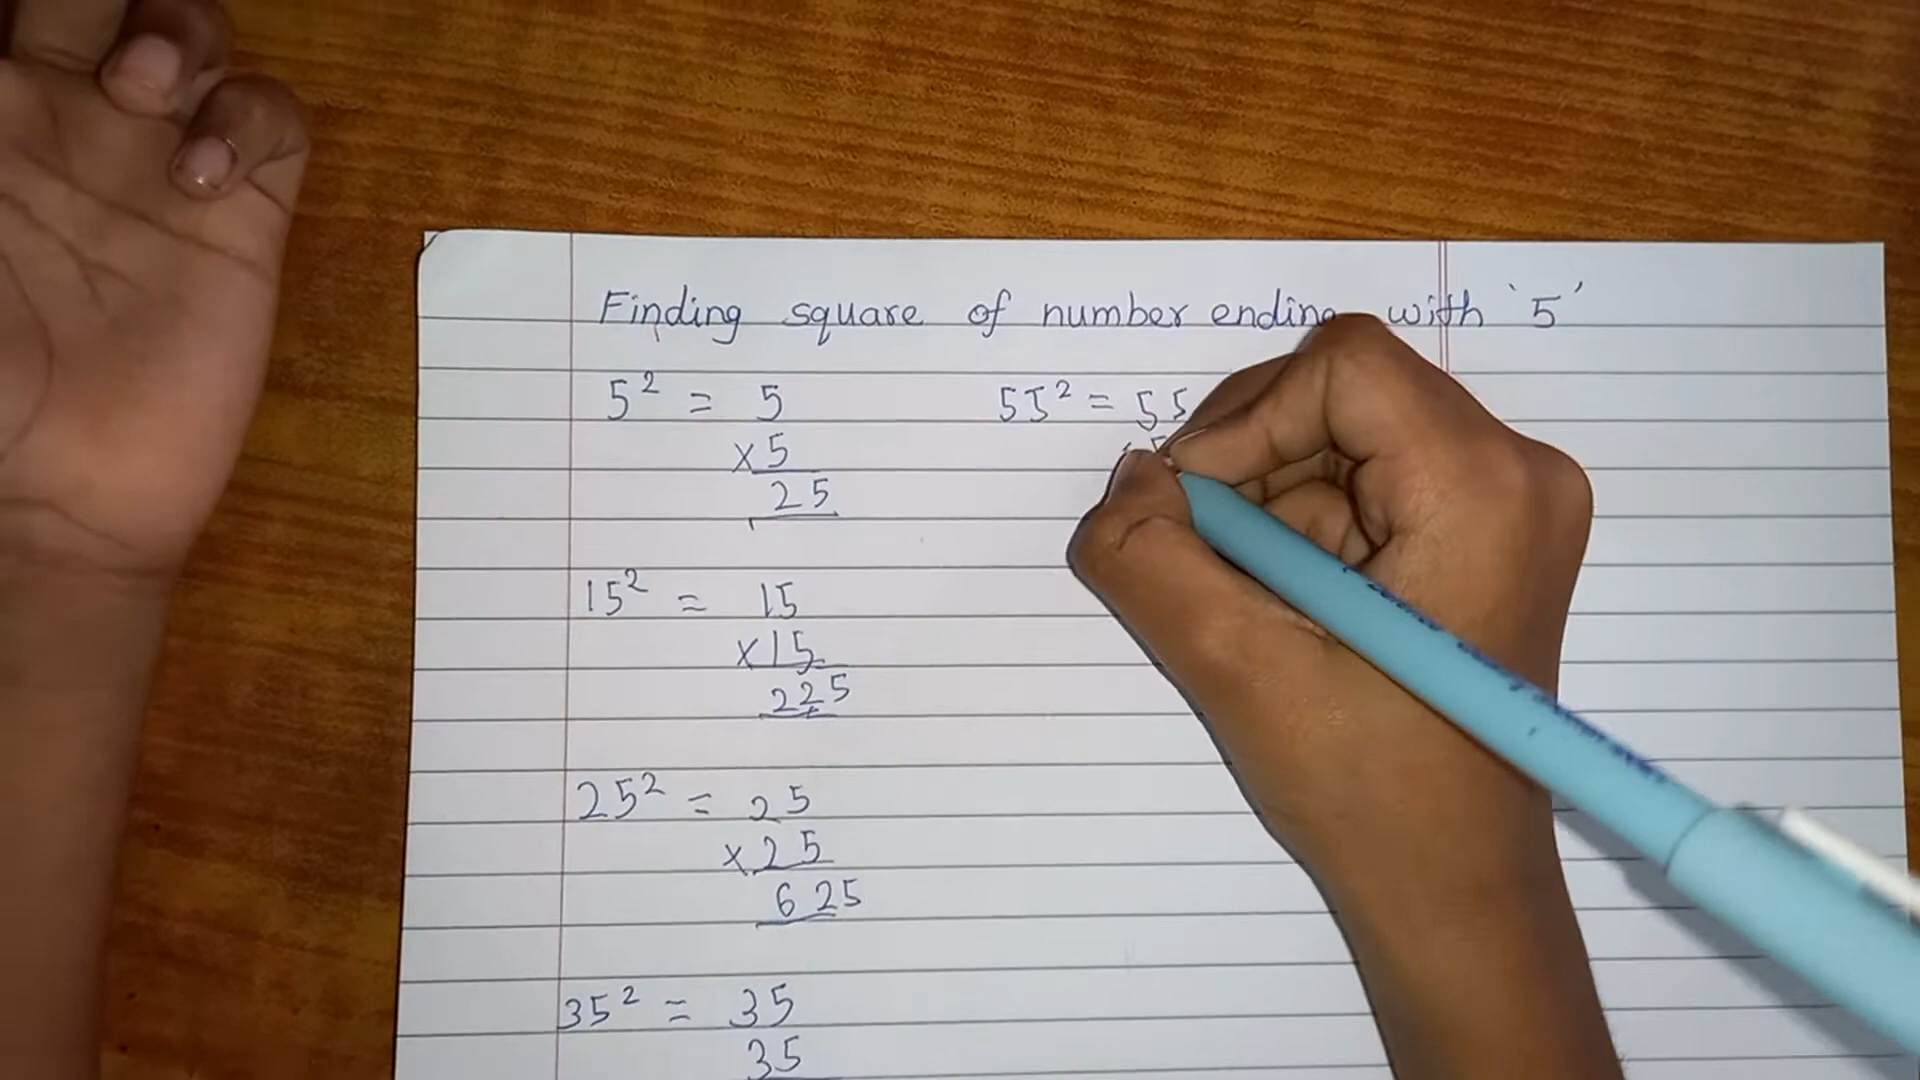 Finding square of number ending with '5'
5² = 5
×5
25
15² = 15
×15
225
25² = 25
×25
625
35² = 35
35
55² = 55